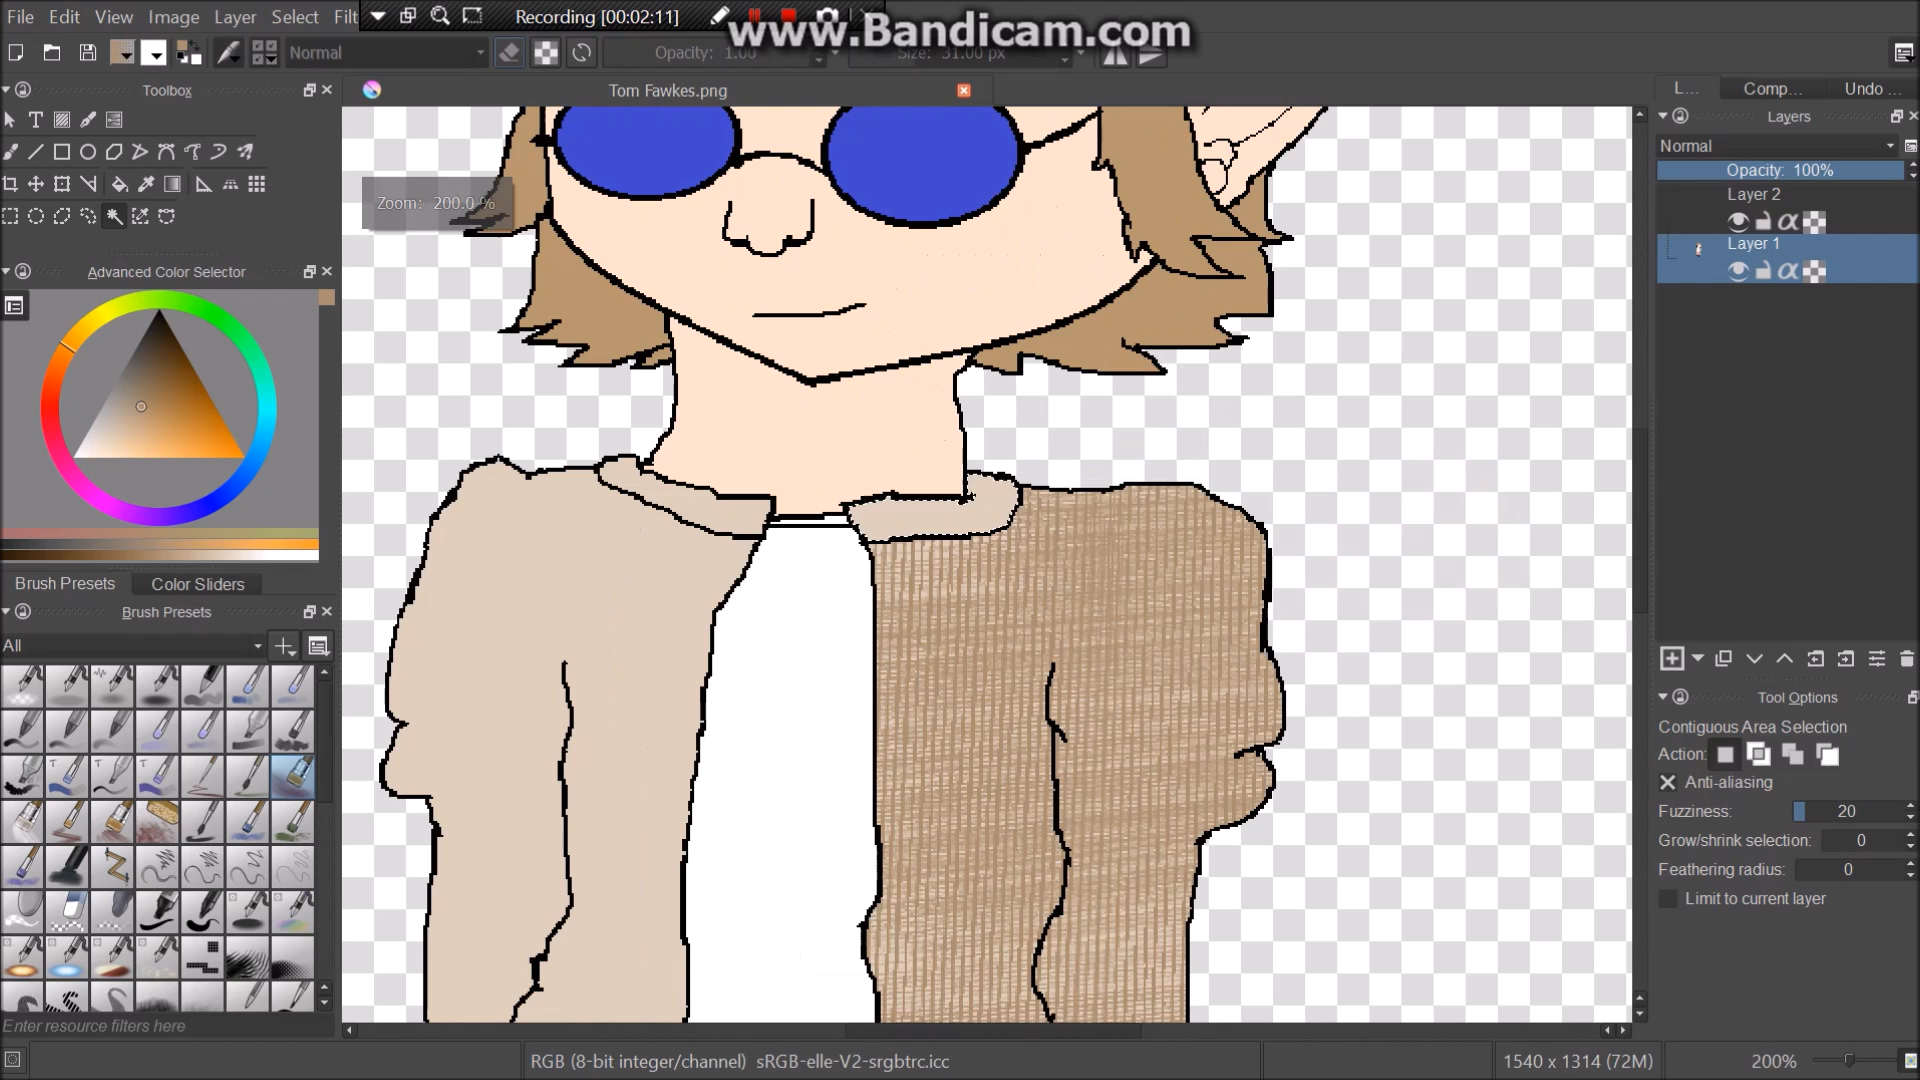 File Edit View Image Layer Select Filt
Recording [00:02:11]
www.Bandicam.com
Normal
Opacity: 1.00
Size: 31.00 px
Toolbox
Tom Fawkes.png
L... Comp... Undo ...
Layers
Normal
Opacity: 100%
Layer 2
Layer 1
Zoom: 200.0 %
Advanced Color Selector
Brush Presets Color Sliders
Brush Presets
All
Tool Options
Contiguous Area Selection
Action:
Anti-aliasing
Fuzziness: 20
Grow/shrink selection: 0
Feathering radius: 0
Limit to current layer
Enter resource filters here
RGB (8-bit integer/channel) sRGB-elle-V2-srgbtrc.icc
1540 x 1314 (72M)
200%